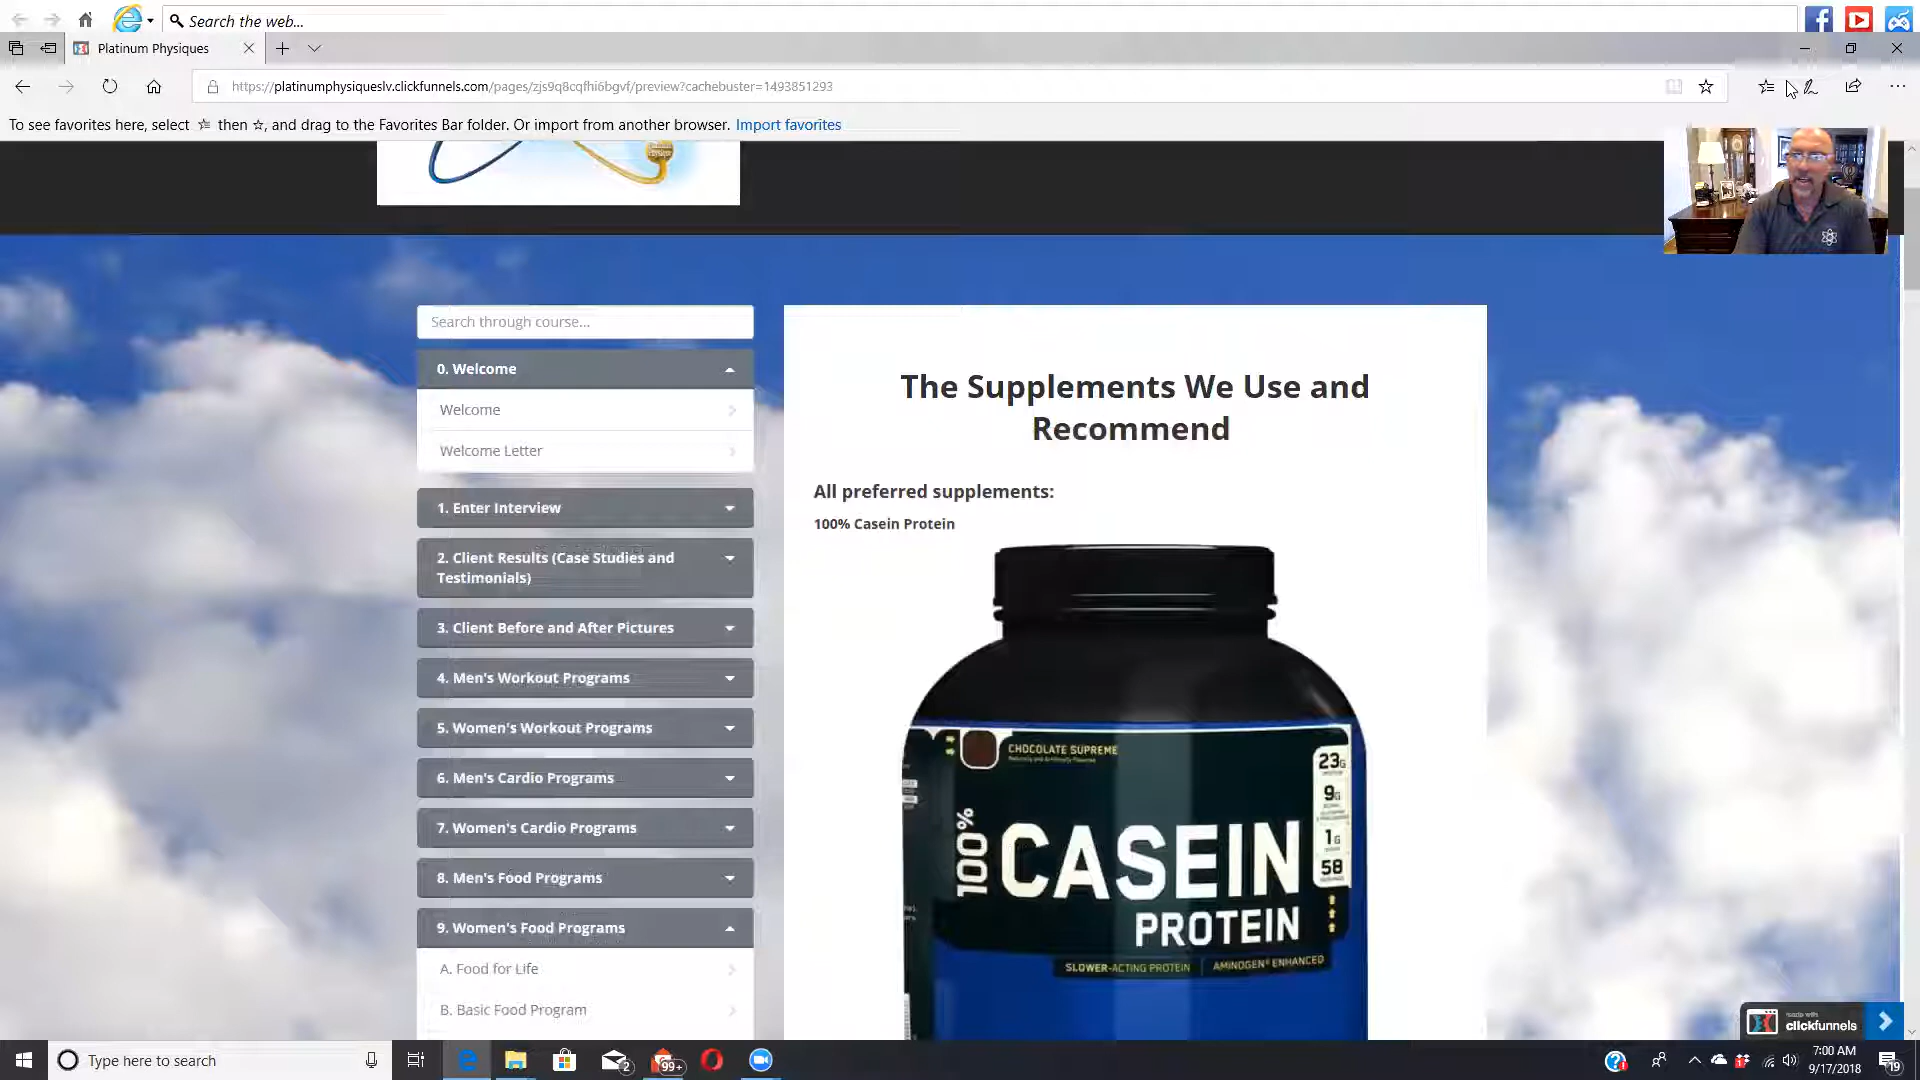 Search the web...
Platinum Physiques
https://platinumphysiqueslv.clickfunnels.com/pages/zjs9q8cqfhi6bgvf/preview?cachebuster=1493851293
To see favorites here, select then ☆, and drag to the Favorites Bar folder. Or import from another browser. Import favorites
Search through course...
0. Welcome
Welcome
Welcome Letter
1. Enter Interview
2. Client Results (Case Studies and
Testimonials)
3. Client Before and After Pictures
4. Men's Workout Programs
5. Women's Workout Programs
6. Men's Cardio Programs
7. Women's Cardio Programs
8. Men's Food Programs
9. Women's Food Programs
A. Food for Life
B. Basic Food Program
The Supplements We Use and
Recommend
All preferred supplements:
100% Casein Protein
CHOCOLATE SUPREME
23G
9G
1G
58
100% CASEIN
PROTEIN
SLOWER-ACTING PROTEIN
AMINOGEN® ENHANCED
made with
clickfunnels
Type here to search
2
99+
7:00 AM
9/17/2018
19